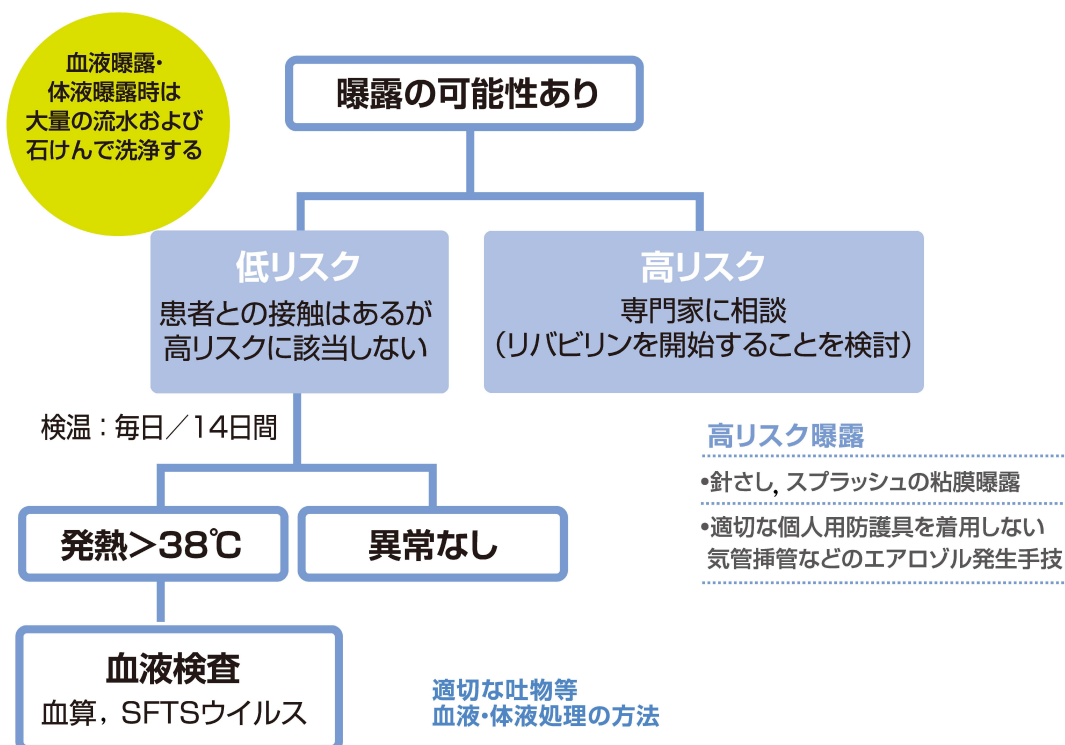 血液曝露・
体液曝露時は
大量の流水および
石けんで洗浄する
曝露の可能性あり
低リスク
患者との接触はあるが
高リスクに該当しない
高リスク
専門家に相談
(リバビリンを開始することを検討)
検温：毎日／14日間
高リスク曝露
•針さし, スプラッシュの粘膜曝露
•適切な個人用防護具を着用しない
気管挿管などのエアロゾル発生手技
発熱＞38℃
異常なし
血液検査
血算，SFTSウイルス
適切な吐物等
血液・体液処理の方法